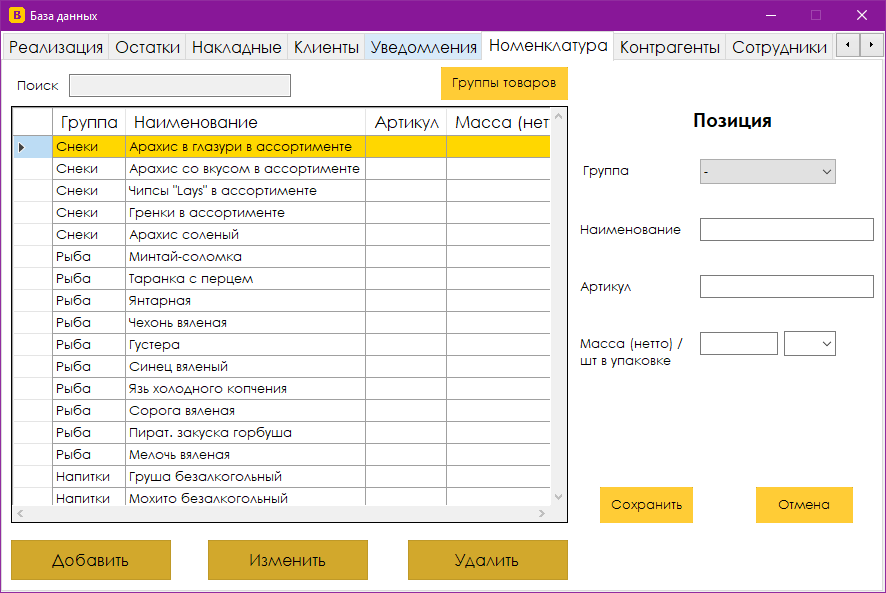 B База данных
Реализация Остатки Накладные Клиенты Уведомления Номенклатура Контрагенты Сотрудники
Поиск Группы товаров
Группа Наименование Артикул Масса (нет
Снеки Арахис в глазури в ассортименте
Снеки Арахис со вкусом в ассортименте
Снеки Чипсы "Lays" в ассортименте
Снеки Гренки в ассортименте
Снеки Арахис соленый
Рыба Минтай-соломка
Рыба Таранка с перцем
Рыба Янтарная
Рыба Чехонь вяленая
Рыба Густера
Рыба Синец вяленый
Рыба Язь холодного копчения
Рыба Сорога вяленая
Рыба Пират. закуска горбуша
Рыба Мелочь вяленая
Напитки Груша безалкогольный
Напитки Мохито безалкогольный
Добавить Изменить Удалить
Позиция
Группа -
Наименование
Артикул
Масса (нетто) /
шт в упаковке
Сохранить Отмена